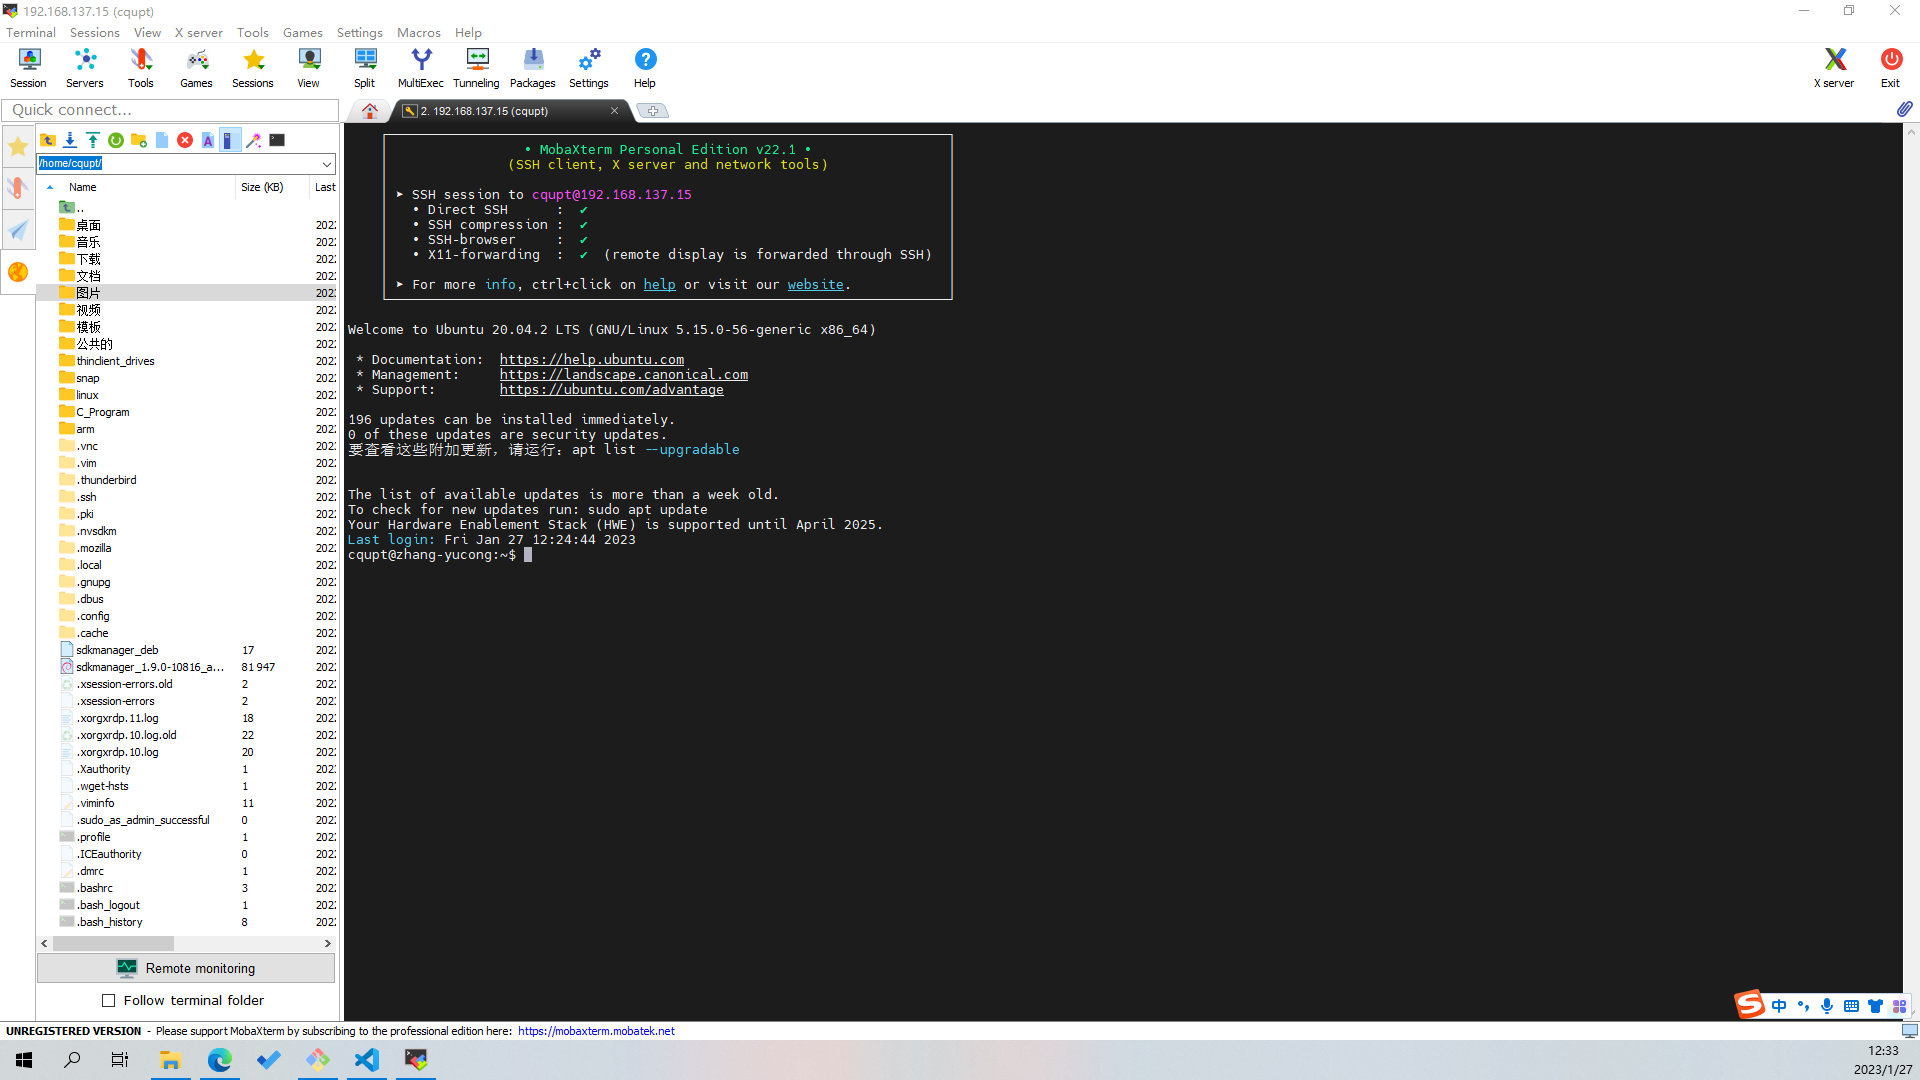 192.168.137.15 (cqupt)
Terminal Sessions View X server Tools Games Settings Macros Help
Session Servers Tools Games Sessions View Split MultiExec Tunneling Packages Settings Help X server Exit
Quick connect...
2. 192.168.137.15 (cqupt)
/home/cqupt/
Name Size (KB) Last
..
桌面 202
音乐 202
下载 202
文档 202
图片 202
视频 202
模板 202
公共的 202
thinclient_drives 202
snap 202
linux 202
C_Program 202
arm 202
.vnc 202
.vim 202
.thunderbird 202
.ssh 202
.pki 202
.nvsdkm 202
.mozilla 202
.local 202
.gnupg 202
.dbus 202
.config 202
.cache 202
sdkmanager_deb 17 202
sdkmanager_1.9.0-10816_a... 81 947 202
.xsession-errors.old 2 202
.xsession-errors 2 202
.xorgxrdp.11.log 18 202
.xorgxrdp.10.log.old 22 202
.xorgxrdp.10.log 20 202
.Xauthority 1 202
.wget-hsts 1 202
.viminfo 11 202
.sudo_as_admin_successful 0 202
.profile 1 202
.ICEauthority 0 202
.dmrc 1 202
.bashrc 3 202
.bash_logout 1 202
.bash_history 8 202
Remote monitoring
Follow terminal folder
• MobaXterm Personal Edition v22.1 •
(SSH client, X server and network tools)
➤ SSH session to cqupt@192.168.137.15
• Direct SSH : ✔
• SSH compression : ✔
• SSH-browser : ✔
• X11-forwarding : ✔ (remote display is forwarded through SSH)
➤ For more info, ctrl+click on help or visit our website.
Welcome to Ubuntu 20.04.2 LTS (GNU/Linux 5.15.0-56-generic x86_64)
* Documentation: https://help.ubuntu.com
* Management: https://landscape.canonical.com
* Support: https://ubuntu.com/advantage
196 updates can be installed immediately.
0 of these updates are security updates.
要查看这些附加更新，请运行：apt list --upgradable
The list of available updates is more than a week old.
To check for new updates run: sudo apt update
Your Hardware Enablement Stack (HWE) is supported until April 2025.
Last login: Fri Jan 27 12:24:44 2023
cqupt@zhang-yucong:~$
中
UNREGISTERED VERSION - Please support MobaXterm by subscribing to the professional edition here: https://mobaxterm.mobatek.net
12:33
2023/1/27